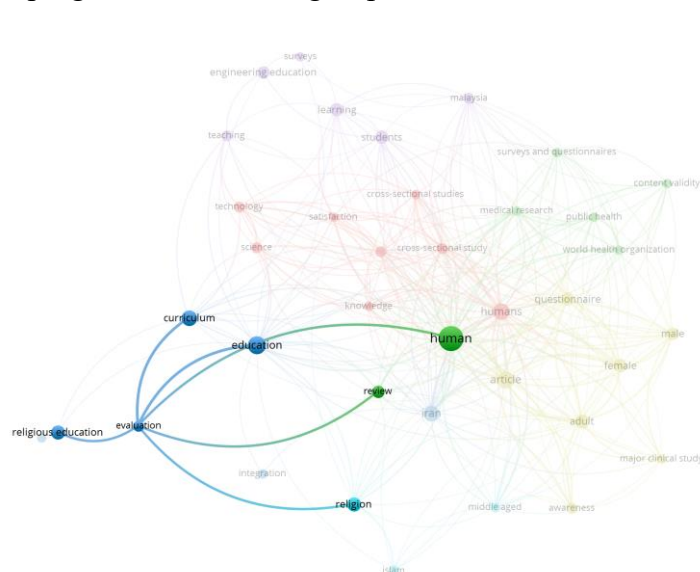 surveys
engineering education
learning
malaysia
teaching
students
surveys and questionnaires
content validity
cross-sectional studies
technology
satisfaction
medical research
public health
science
cross-sectional study
world health organization
knowledge
humans
questionnaire
curriculum
education
human
male
female
article
review
iran
adult
religious education
evaluation
major clinical study
integration
religion
middle aged
awareness
islam